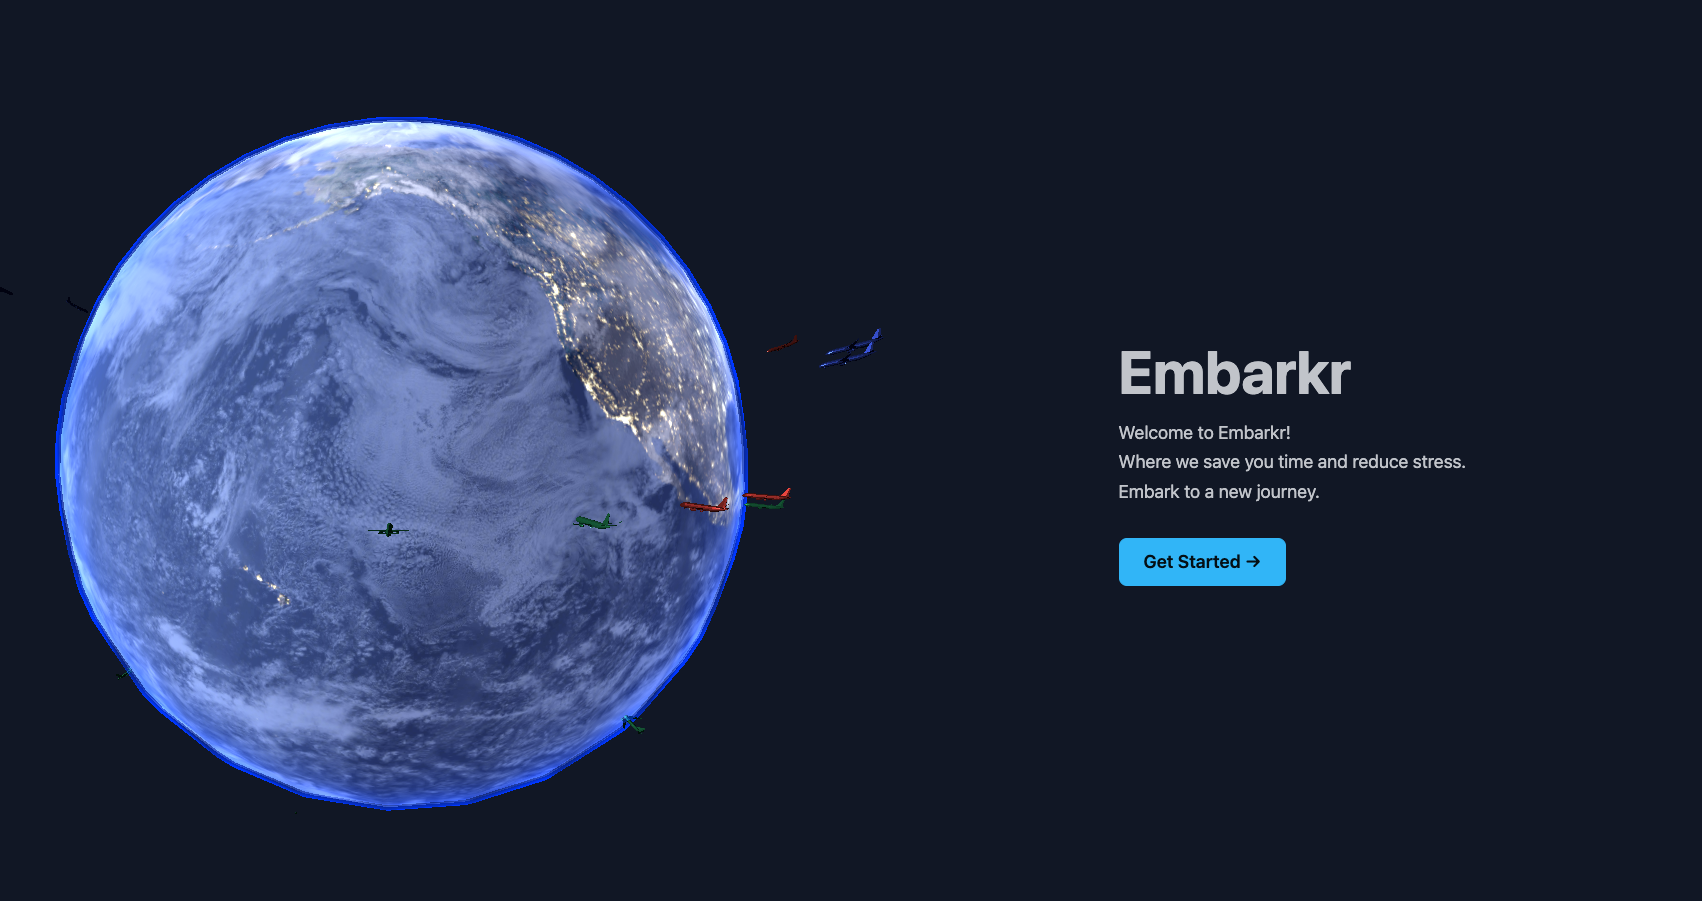 Embarkr
Welcome to Embarkr!
Where we save you time and reduce stress.
Embark to a new journey.
Get Started →